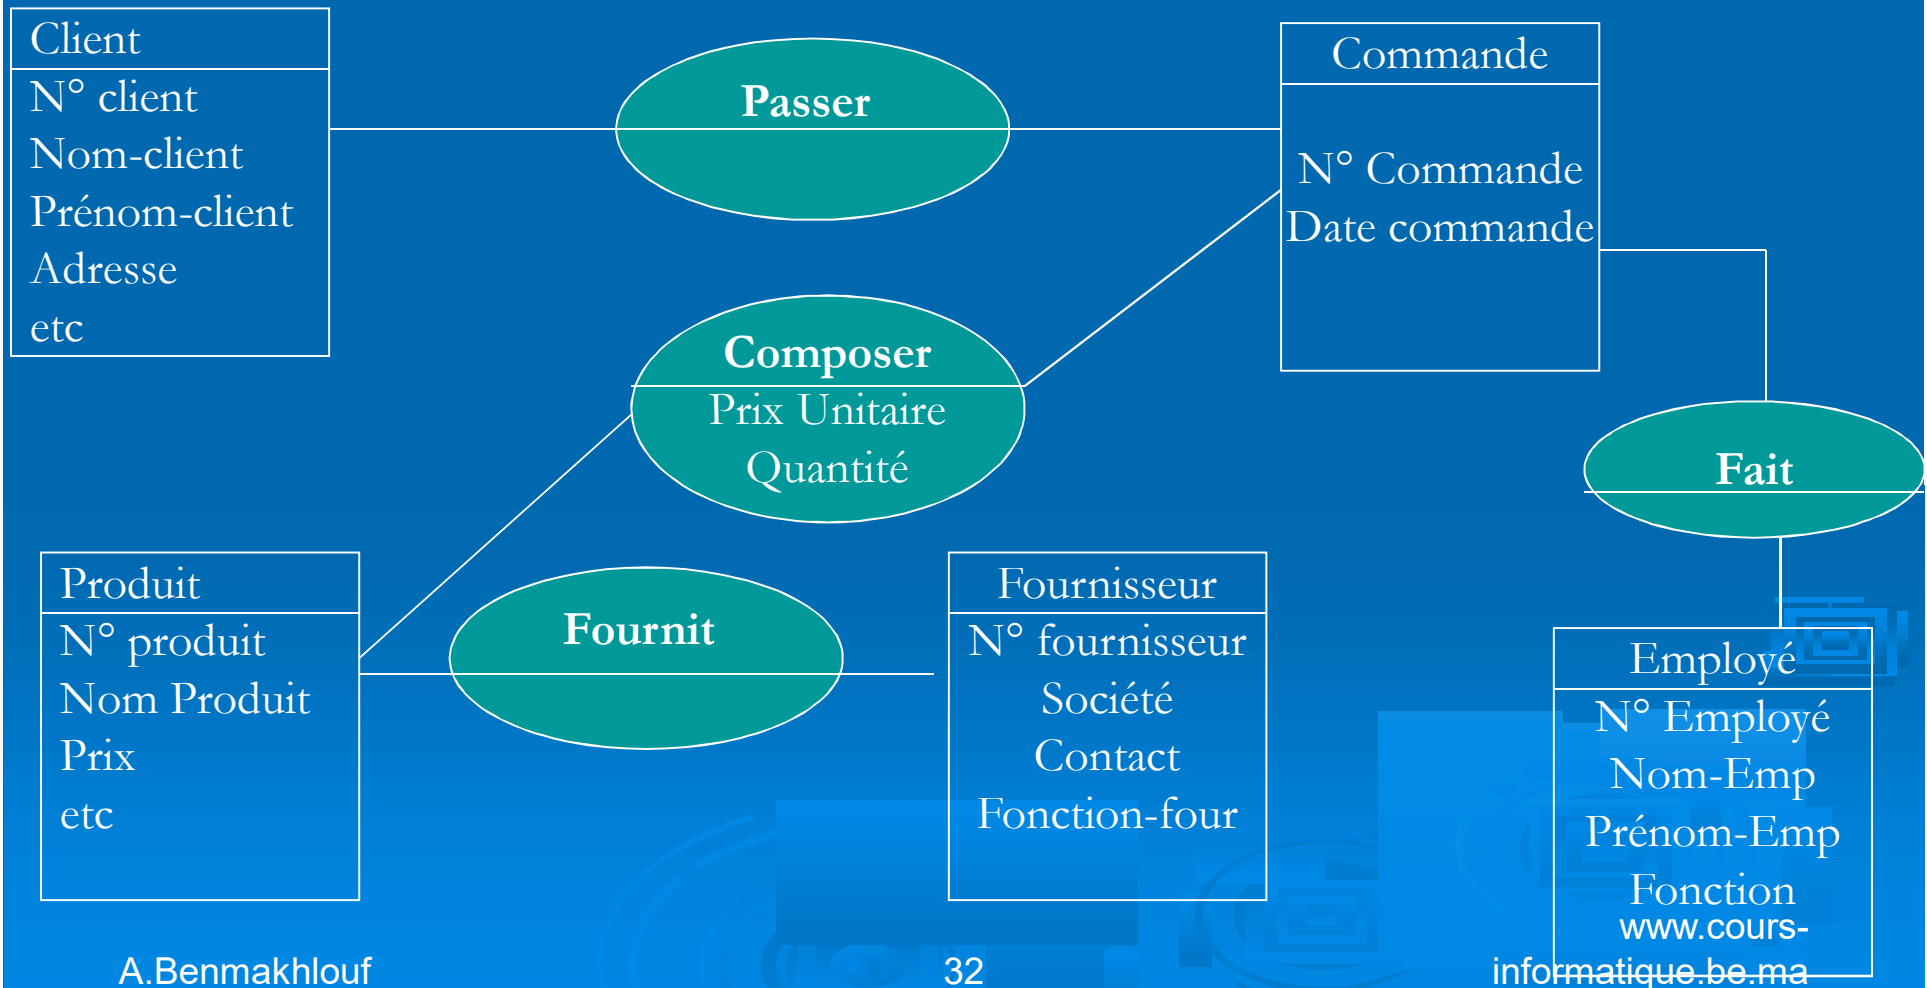 Client
N° client
Nom-client
Prénom-client
Adresse
etc
Passer
Commande
N° Commande
Date commande
Composer
Prix Unitaire
Quantité
Fait
Produit
N° produit
Nom Produit
Prix
etc
Fournit
Fournisseur
N° fournisseur
Société
Contact
Fonction-four
Employé
N° Employé
Nom-Emp
Prénom-Emp
Fonction
A.Benmakhlouf
32
www.cours-
informatique.be.ma